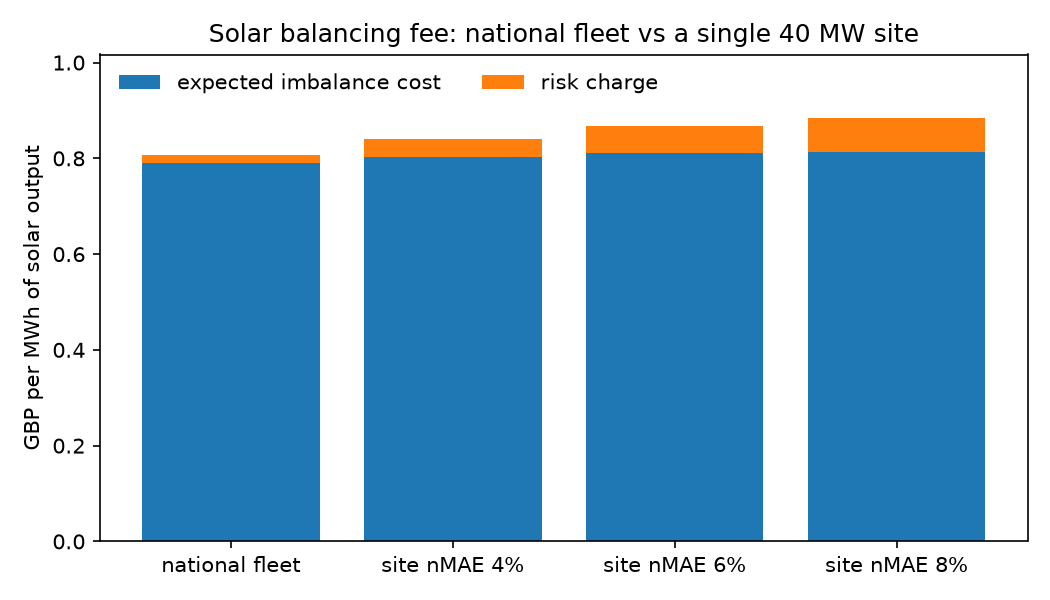 Solar balancing fee: national fleet vs a single 40 MW site
expected imbalance cost
risk charge
GBP per MWh of solar output
1.0
0.8
0.6
0.4
0.2
0.0
national fleet
site nMAE 4%
site nMAE 6%
site nMAE 8%